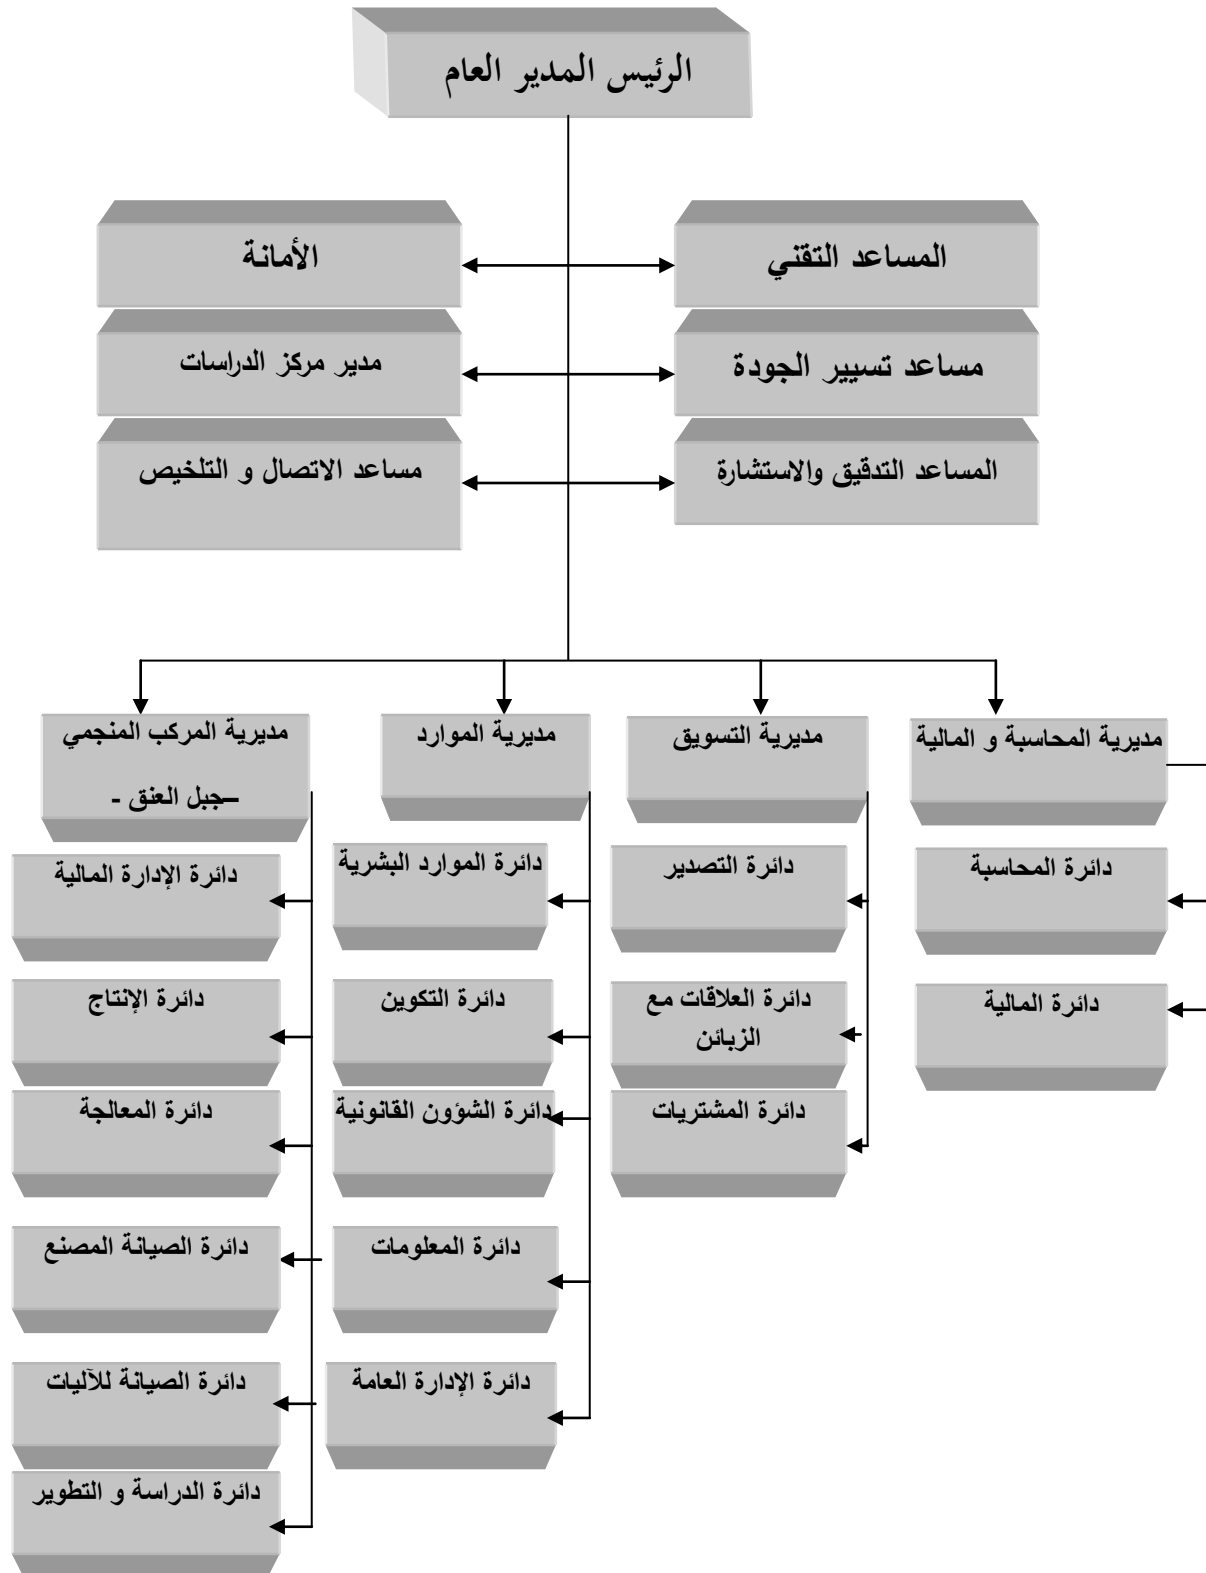 الرئيس المدير العام
المساعد التقني
الأمانة
مساعد تسيير الجودة
مدير مركز الدراسات
المساعد التدقيق والاستشارة
مساعد الاتصال و التلخيص
مديرية المحاسبة و المالية
مديرية التسويق
مديرية الموارد
مديرية المركب المنجمي
–جبل العنق -
دائرة المحاسبة
دائرة التصدير
دائرة الموارد البشرية
دائرة الإدارة المالية
دائرة المالية
دائرة العلاقات مع
الزبائن
دائرة التكوين
دائرة الإنتاج
دائرة المشتريات
دائرة الشؤون القانونية
دائرة المعالجة
دائرة المعلومات
دائرة الصيانة المصنع
دائرة الإدارة العامة
دائرة الصيانة للآليات
دائرة الدراسة و التطوير